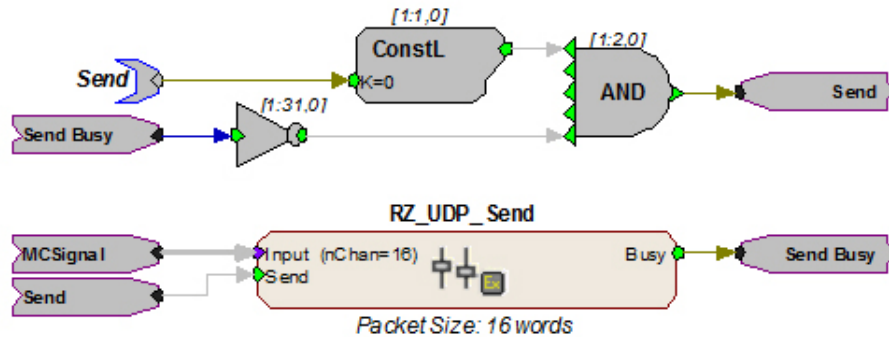 [1:1,0]
ConstL
K=0
Send
[1:2,0]
AND
Send
[1:31,0]
Send Busy
RZ_UDP_Send
MCSignal
Input (nChan=16)
Busy
Send Busy
Send
Send
Ex
Packet Size: 16 words